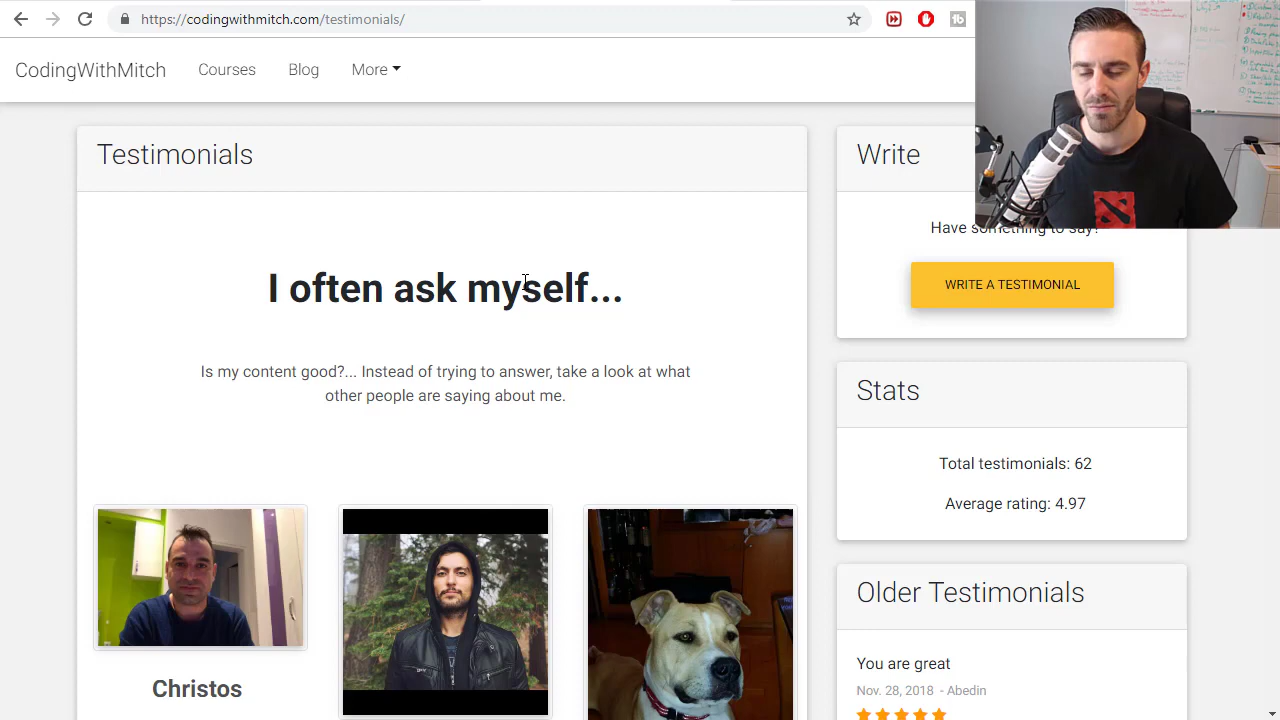 https://codingwithmitch.com/testimonials/
CodingWithMitch
Courses
Blog
More
Testimonials
I often ask myself...
Is my content good?... Instead of trying to answer, take a look at what
other people are saying about me.
Christos
Write
Have something to say?
WRITE A TESTIMONIAL
Stats
Total testimonials: 62
Average rating: 4.97
Older Testimonials
You are great
Nov. 28, 2018 - Abedin